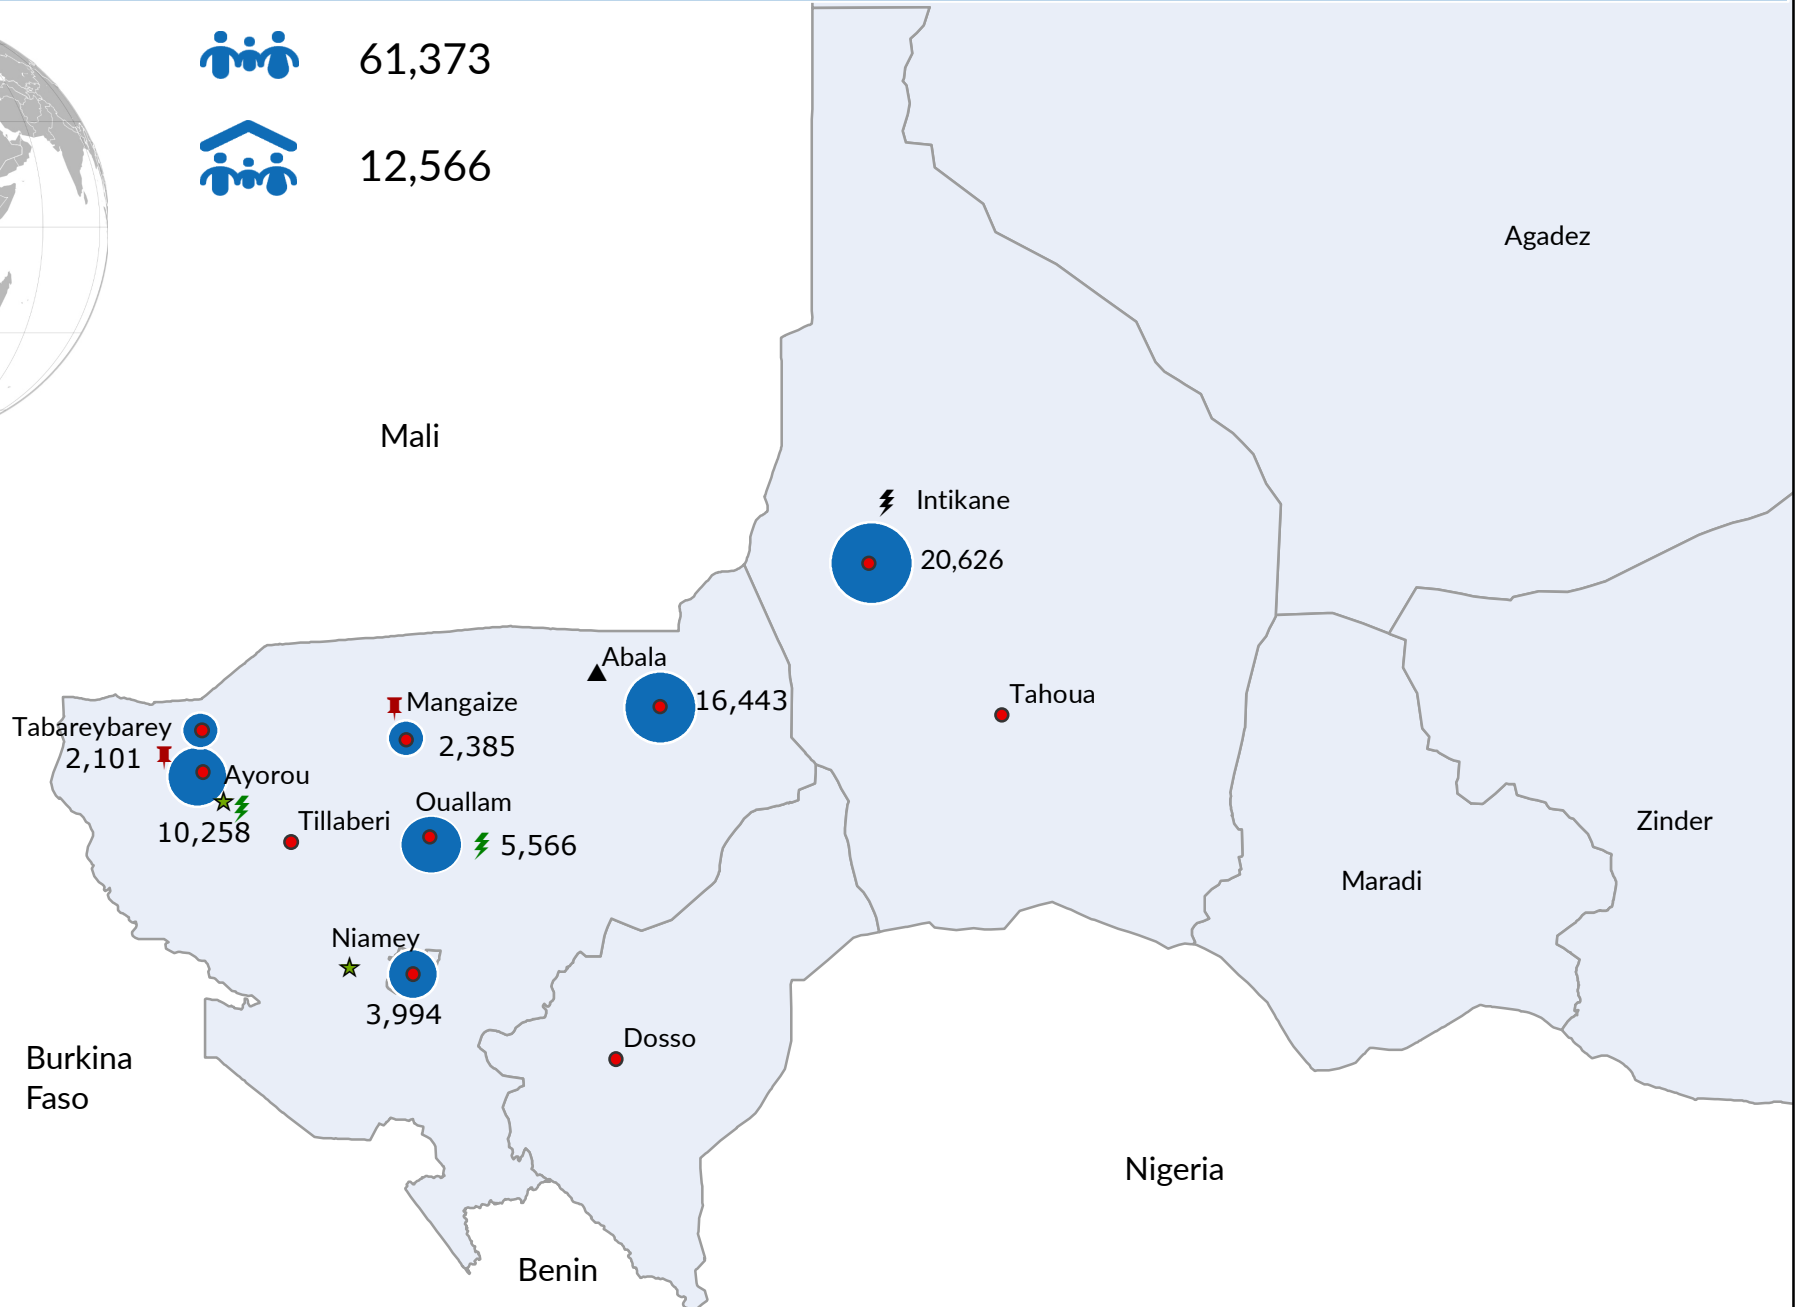 61,373
12,566
Agadez
Mali
Intikane
20,626
Abala
16,443
Tahoua
Mangaize
2,385
Tabareybarey
2,101
Ayorou
10,258
Tillaberi
Ouallam
5,566
Zinder
Maradi
Niamey
3,994
Dosso
Burkina
Faso
Nigeria
Benin